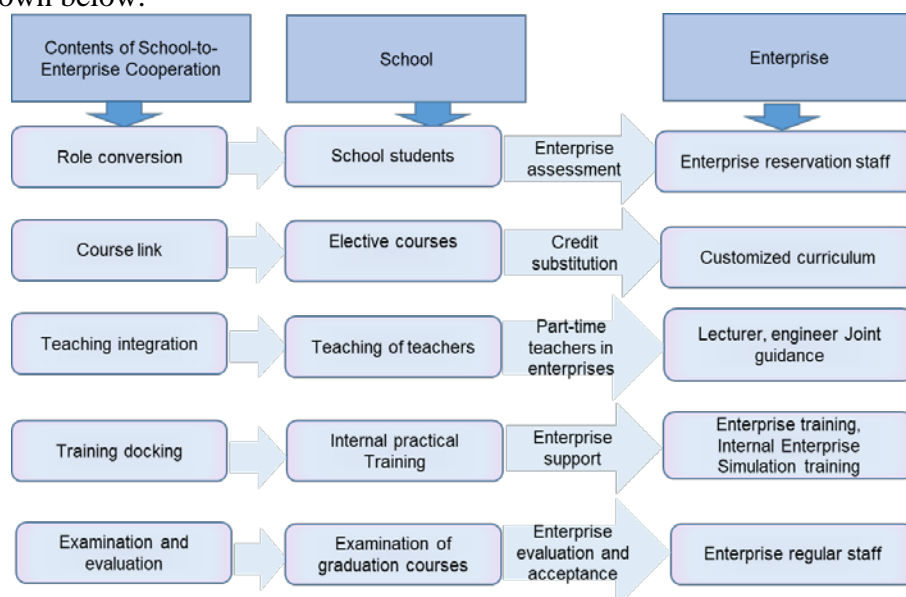 own below.
Contents of School-to-
Enterprise Cooperation
School
Enterprise
Role conversion
School students
Enterprise
assessment
Enterprise reservation staff
Course link
Elective courses
Credit
substitution
Customized curriculum
Teaching integration
Teaching of teachers
Part-time
teachers in
enterprises
Lecturer, engineer Joint
guidance
Training docking
Internal practical
Training
Enterprise
support
Enterprise training,
Internal Enterprise
Simulation training
Examination and
evaluation
Examination of
graduation courses
Enterprise
evaluation and
acceptance
Enterprise regular staff